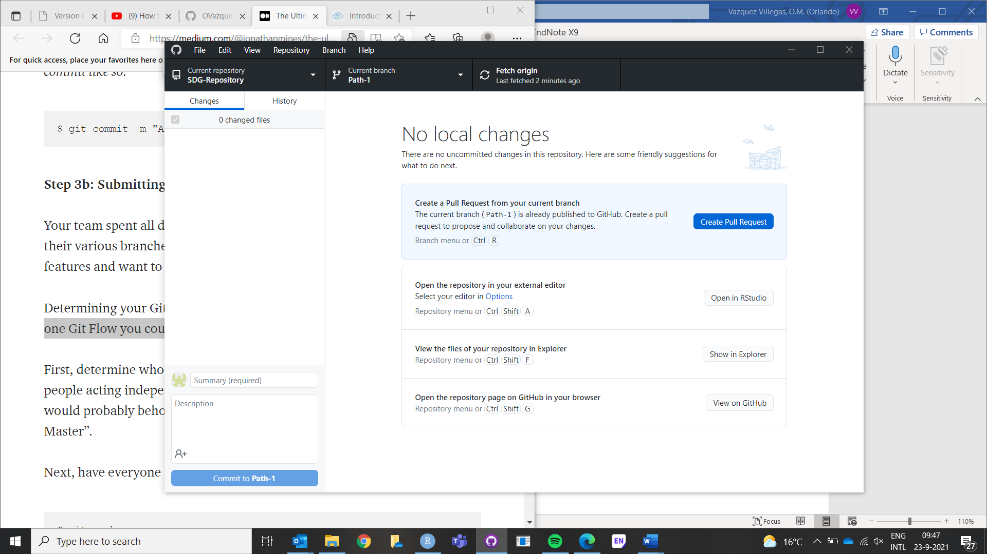 Version
(9) How
OVazqu
The Ultin
Introduc
https://medium.com/@jonathanmines/the-ul...
For quick access, place your favorites here o
commit like so:
$ git commit -m "A
Step 3b: Submitting
Your team spent all d
their various branche
features and want to
Determining your Git
one Git Flow you cou
First, determine who
people acting indepe
would probably beho
Master”.
Next, have everyone
File Edit View Repository Branch Help
Current repository
SDG-Repository
Current branch
Path-1
Fetch origin
Last fetched 2 minutes ago
Changes
History
0 changed files
Summary (required)
Description
Commit to Path-1
No local changes
There are no uncommitted changes in this repository. Here are some friendly suggestions for
what to do next.
Create a Pull Request from your current branch
The current branch (Path-1) is already published to GitHub. Create a pull
request to propose and collaborate on your changes.
Branch menu or Ctrl R
Create Pull Request
Open the repository in your external editor
Select your editor in Options
Repository menu or Ctrl Shift A
Open in RStudio
View the files of your repository in Explorer
Repository menu or Ctrl Shift F
Show in Explorer
Open the repository page on GitHub in your browser
Repository menu or Ctrl Shift G
View on GitHub
Vazquez Villegas, O.M. (Orlando) VV
EndNote X9
Share
Comments
Dictate
Sensitivity
Voice
Sensitivity
Focus
110%
Type here to search
EN
16°C
ENG
INTL
09:47
23-9-2021
27